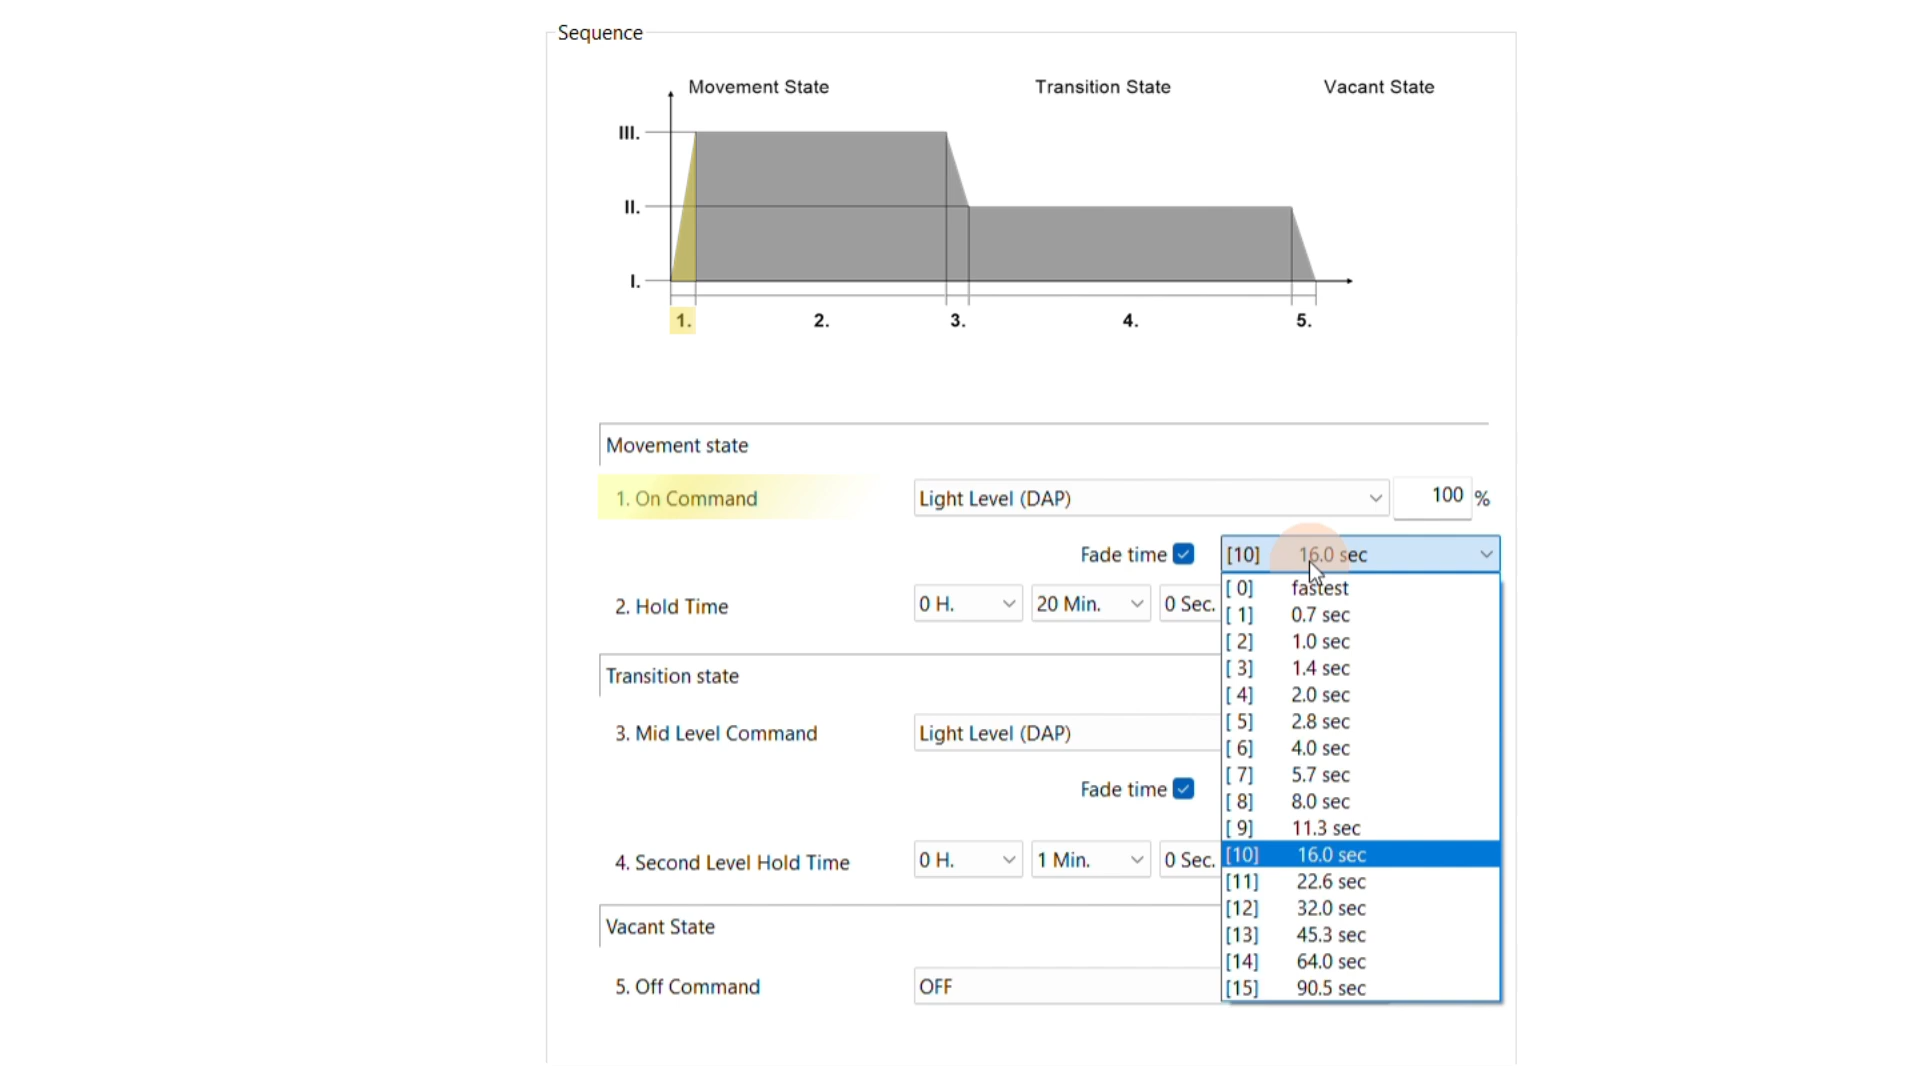 Sequence
Movement State Transition State Vacant State
III.
II.
I.
1. 2. 3. 4. 5.
Movement state
1. On Command Light Level (DAP) 100 %
Fade time [10] 16.0 sec
[ 0] fastest
2. Hold Time 0 H. 20 Min. 0 Sec.
[ 1] 0.7 sec
[ 2] 1.0 sec
[ 3] 1.4 sec
Transition state
[ 4] 2.0 sec
[ 5] 2.8 sec
3. Mid Level Command Light Level (DAP)
[ 6] 4.0 sec
[ 7] 5.7 sec
Fade time
[ 8] 8.0 sec
[ 9] 11.3 sec
4. Second Level Hold Time 0 H. 1 Min. 0 Sec.
[10] 16.0 sec
[11] 22.6 sec
[12] 32.0 sec
Vacant State
[13] 45.3 sec
[14] 64.0 sec
5. Off Command OFF
[15] 90.5 sec